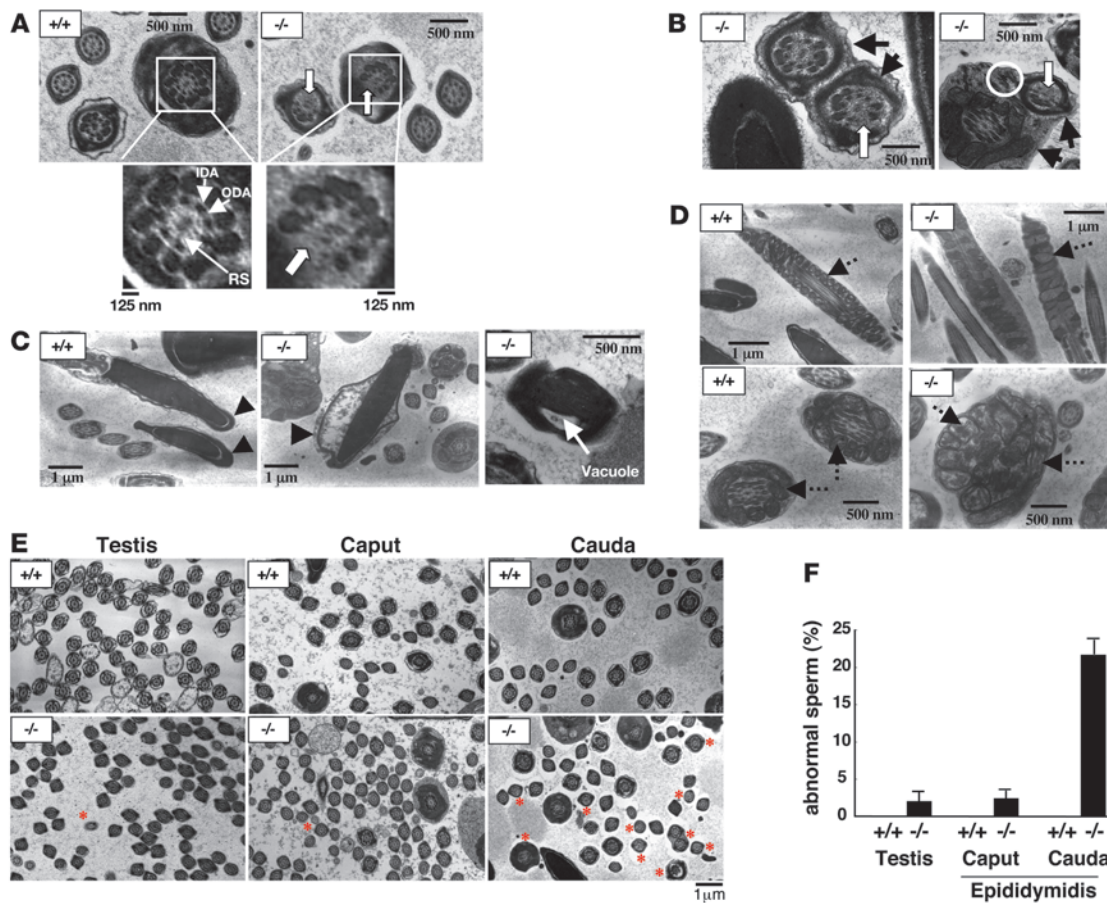 A
+/+
500 nm
-/-
500 nm
IDA
ODA
RS
125 nm
125 nm
B
-/-
500 nm
-/-
500 nm
C
+/+
1 μm
-/-
1 μm
-/-
500 nm
Vacuole
D
+/+
1 μm
-/-
1 μm
+/+
500 nm
-/-
500 nm
E
Testis Caput Cauda
+/+ +/+ +/+
-/- -/- -/-
* * * * * * * * * * * *
1μm
F
abnormal sperm (%)
25
20
15
10
5
0
+/+ -/- +/+ -/- +/+ -/-
Testis Caput Cauda
Epididymidis